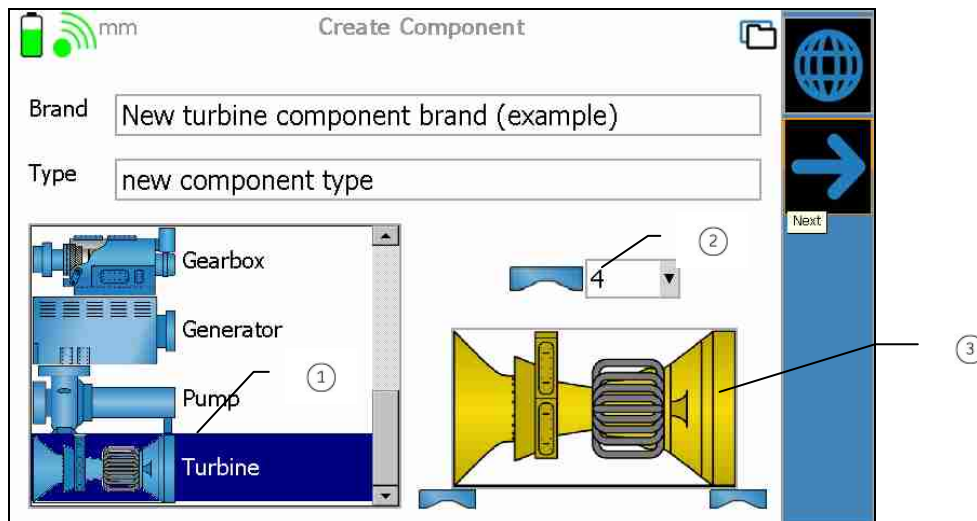 mm
Create Component
Brand
New turbine component brand (example)
Type
new component type
Next
Gearbox
Generator
Pump
Turbine
1
2
4
3